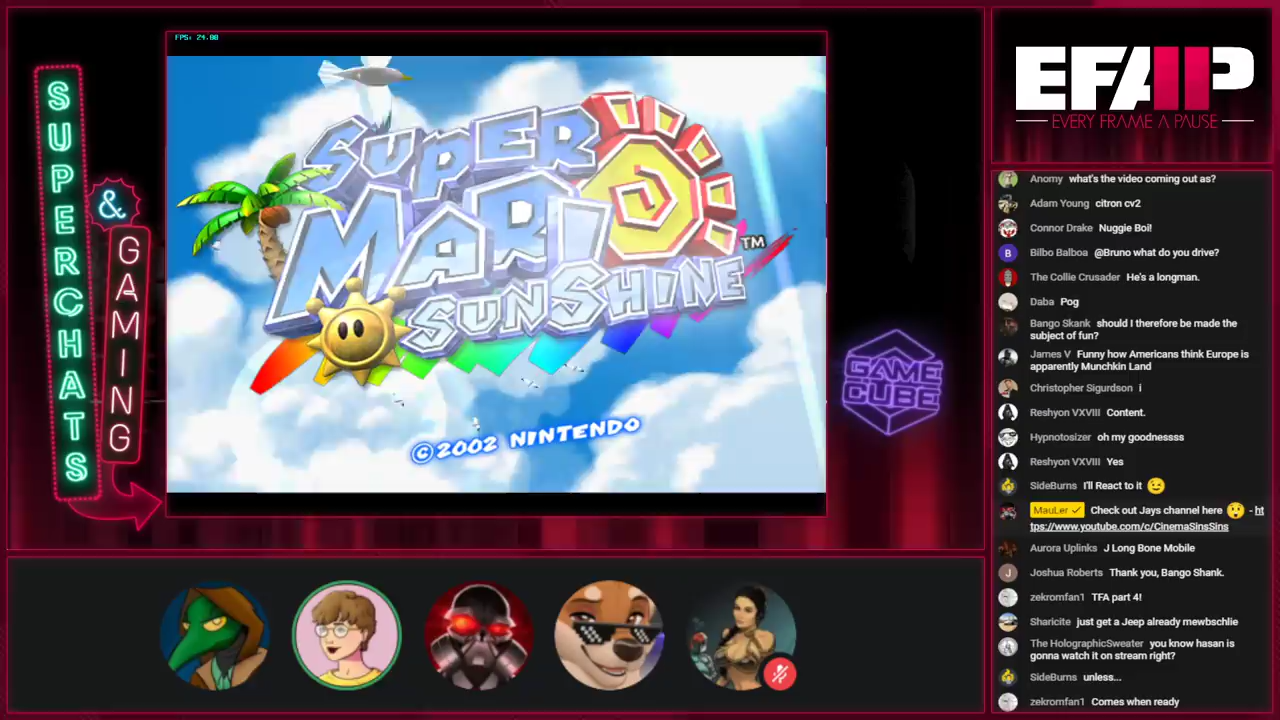 FPS: 24.00
SUPERCHATS
&
GAMING
SUPER
MARIO
SUNSHINE
TM
©2002 NINTENDO
GAME
CUBE
EFAP
EVERY FRAME A PAUSE
Anomy what's the video coming out as?
Adam Young citron cv2
Connor Drake Nuggie Boi!
B
Bilbo Balboa @Bruno what do you drive?
The Collie Crusader He's a longman.
Daba Pog
Bango Skank should I therefore be made the
subject of fun?
James V Funny how Americans think Europe is
apparently Munchkin Land
Christopher Sigurdson i
Reshyon VXVIII Content.
Hypnotosizer oh my goodnessss
Reshyon VXVIII Yes
SideBurns I'll React to it 😉
MauLer ✓ Check out Jays channel here 😲 - ht
tps://www.youtube.com/c/CinemaSinsSins
Aurora Uplinks J Long Bone Mobile
J
Joshua Roberts Thank you, Bango Shank.
zekromfan1 TFA part 4!
Sharicite just get a Jeep already mewbschlie
The HolographicSweater you know hasan is
gonna watch it on stream right?
SideBurns unless...
zekromfan1 Comes when ready